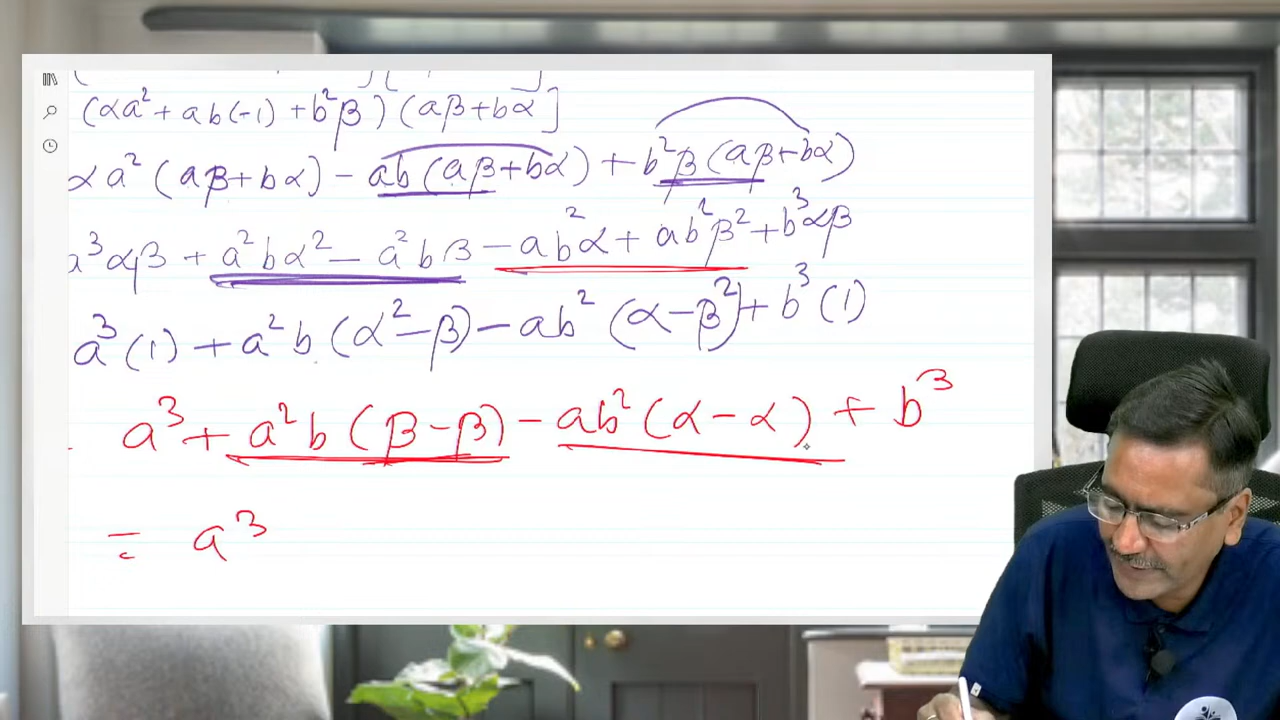 (αa² + ab(-1) + b²β) (aβ+bα]
αa² (aβ+bα) - ab(aβ+bα) + b²β (aβ+bα)
a³αβ + a²bα² - a²bβ - ab²α + ab²β² + b³αβ
a³(1) + a²b (α²-β) - ab² (α-β²) + b³(1)
a³ + a²b (β-β) - ab² (α-α) + b³
= a³